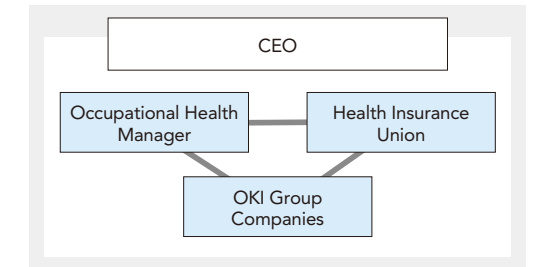 CEO
Occupational Health
Manager
Health Insurance
Union
OKI Group
Companies